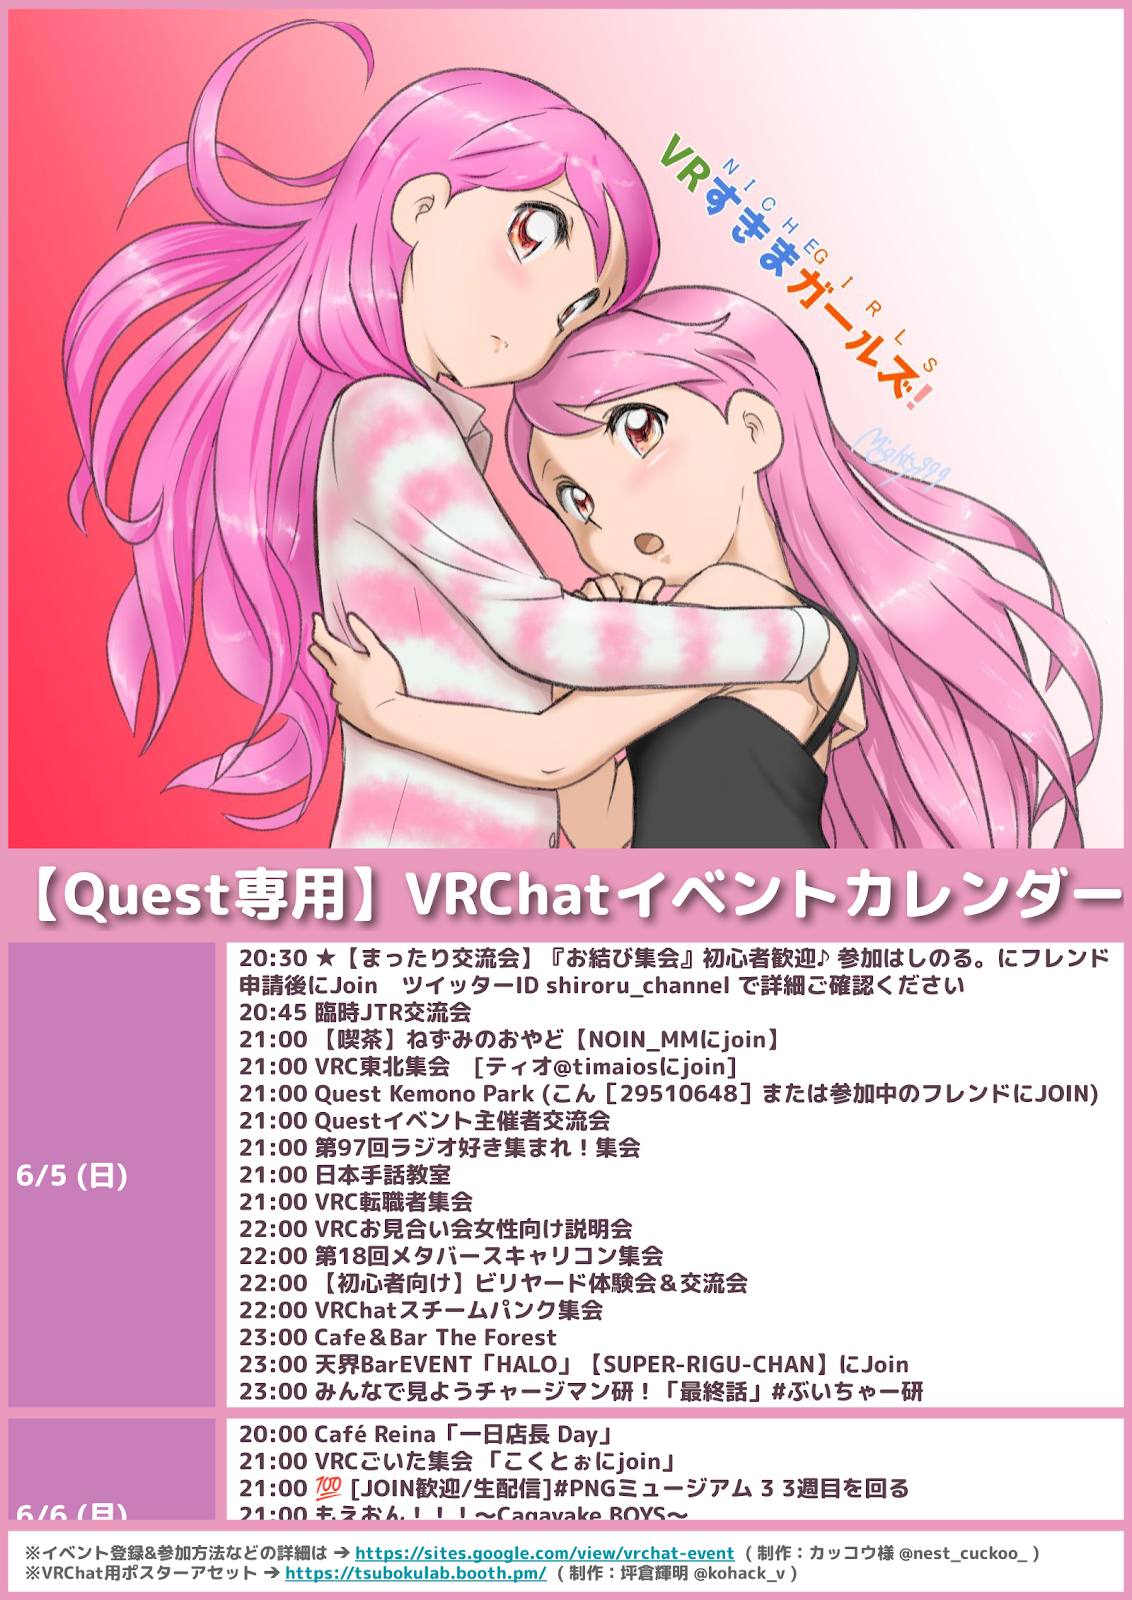 NICHE GIRLS
VRすきまガールズ!
Mighty999
【Quest専用】VRChatイベントカレンダー
6/5 (日)
20:30 ★【まったり交流会】『お結び集会』初心者歓迎♪ 参加はしのる。にフレンド
申請後にJoin　ツイッターID shiroru_channel で詳細ご確認ください
20:45 臨時JTR交流会
21:00 【喫茶】ねずみのおやど【NOIN_MMにjoin】
21:00 VRC東北集会　[ティオ@timaiosにjoin]
21:00 Quest Kemono Park (こん［29510648］または参加中のフレンドにJOIN)
21:00 Questイベント主催者交流会
21:00 第97回ラジオ好き集まれ！集会
21:00 日本手話教室
21:00 VRC転職者集会
22:00 VRCお見合い会女性向け説明会
22:00 第18回メタバースキャリコン集会
22:00 【初心者向け】ビリヤード体験会＆交流会
22:00 VRChatスチームパンク集会
23:00 Cafe＆Bar The Forest
23:00 天界BarEVENT「HALO」【SUPER-RIGU-CHAN】にJoin
23:00 みんなで見ようチャージマン研！「最終話」#ぶいちゃー研
6/6 (月)
20:00 Café Reina「一日店長 Day」
21:00 VRCごいた集会 「こくとぉにjoin」
21:00 💯 [JOIN歓迎/生配信]#PNGミュージアム 3 3週目を回る
21:00 もえおん！！！～Cagayake BOYS～
※イベント登録&参加方法などの詳細は → https://sites.google.com/view/vrchat-event ( 制作：カッコウ様 @nest_cuckoo_ )
※VRChat用ポスターアセット → https://tsubokulab.booth.pm/ ( 制作：坪倉輝明 @kohack_v )